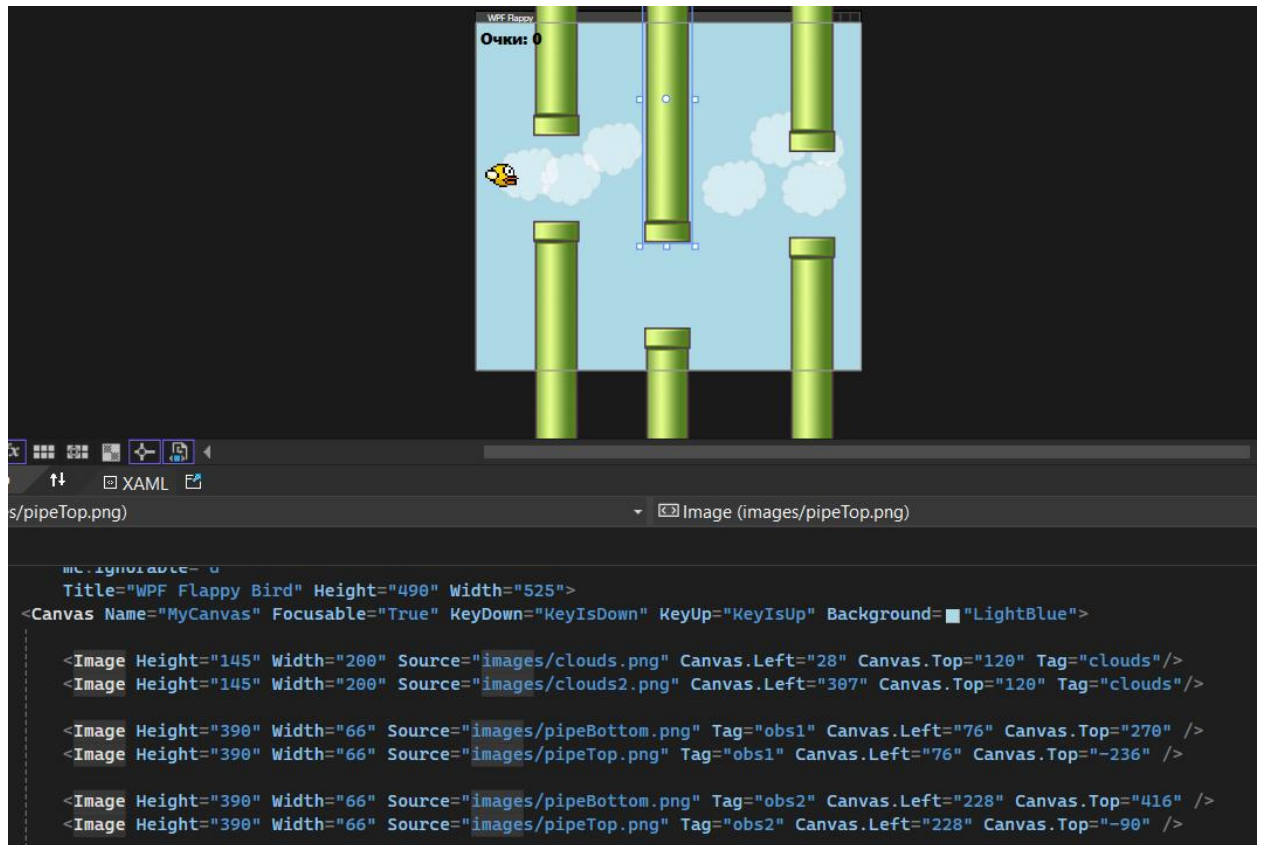 WPF Flappy
Очки: 0
XAML
s/pipeTop.png)
Image (images/pipeTop.png)
mc:Ignorable="d"
Title="WPF Flappy Bird" Height="490" Width="525">
<Canvas Name="MyCanvas" Focusable="True" KeyDown="KeyIsDown" KeyUp="KeyIsUp" Background="LightBlue">
<Image Height="145" Width="200" Source="images/clouds.png" Canvas.Left="28" Canvas.Top="120" Tag="clouds"/>
<Image Height="145" Width="200" Source="images/clouds2.png" Canvas.Left="307" Canvas.Top="120" Tag="clouds"/>
<Image Height="390" Width="66" Source="images/pipeBottom.png" Tag="obs1" Canvas.Left="76" Canvas.Top="270" />
<Image Height="390" Width="66" Source="images/pipeTop.png" Tag="obs1" Canvas.Left="76" Canvas.Top="-236" />
<Image Height="390" Width="66" Source="images/pipeBottom.png" Tag="obs2" Canvas.Left="228" Canvas.Top="416" />
<Image Height="390" Width="66" Source="images/pipeTop.png" Tag="obs2" Canvas.Left="228" Canvas.Top="-90" />